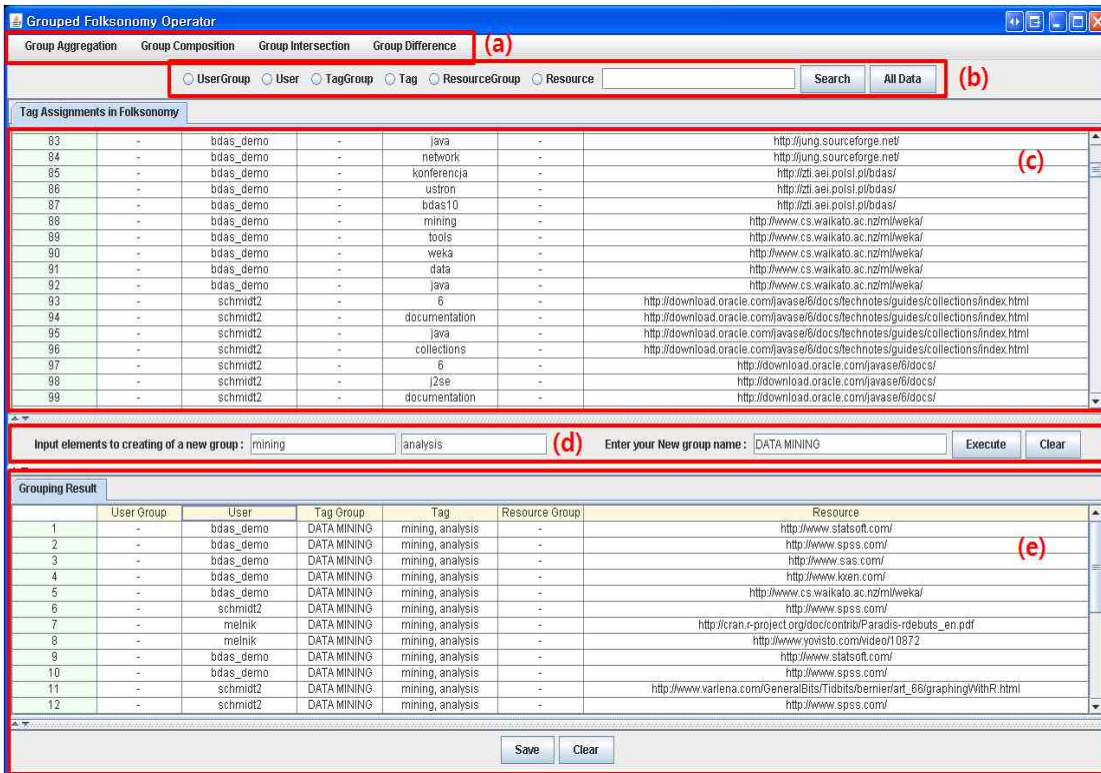 Grouped Folksonomy Operator
Group Aggregation Group Composition Group Intersection Group Difference (a)
UserGroup User TagGroup Tag ResourceGroup Resource Search All Data (b)
Tag Assignments in Folksonomy
(c)
83 - bdas_demo - java - http://jung.sourceforge.net/
84 - bdas_demo - network - http://jung.sourceforge.net/
85 - bdas_demo - konferencja - http://zti.aei.polsl.pl/bdas/
86 - bdas_demo - ustron - http://zti.aei.polsl.pl/bdas/
87 - bdas_demo - bdas10 - http://zti.aei.polsl.pl/bdas/
88 - bdas_demo - mining - http://www.cs.waikato.ac.nz/ml/weka/
89 - bdas_demo - tools - http://www.cs.waikato.ac.nz/ml/weka/
90 - bdas_demo - weka - http://www.cs.waikato.ac.nz/ml/weka/
91 - bdas_demo - data - http://www.cs.waikato.ac.nz/ml/weka/
92 - bdas_demo - java - http://www.cs.waikato.ac.nz/ml/weka/
93 - schmidt2 - 6 - http://download.oracle.com/javase/6/docs/technotes/guides/collections/index.html
94 - schmidt2 - documentation - http://download.oracle.com/javase/6/docs/technotes/guides/collections/index.html
95 - schmidt2 - java - http://download.oracle.com/javase/6/docs/technotes/guides/collections/index.html
96 - schmidt2 - collections - http://download.oracle.com/javase/6/docs/technotes/guides/collections/index.html
97 - schmidt2 - 6 - http://download.oracle.com/javase/6/docs/
98 - schmidt2 - j2se - http://download.oracle.com/javase/6/docs/
99 - schmidt2 - documentation - http://download.oracle.com/javase/6/docs/
Input elements to creating of a new group : mining analysis (d) Enter your New group name : DATA MINING Execute Clear
Grouping Result
User Group User Tag Group Tag Resource Group Resource
(e)
1 - bdas_demo DATA MINING mining, analysis - http://www.statsoft.com/
2 - bdas_demo DATA MINING mining, analysis - http://www.spss.com/
3 - bdas_demo DATA MINING mining, analysis - http://www.sas.com/
4 - bdas_demo DATA MINING mining, analysis - http://www.kxen.com/
5 - bdas_demo DATA MINING mining, analysis - http://www.cs.waikato.ac.nz/ml/weka/
6 - schmidt2 DATA MINING mining, analysis - http://www.spss.com/
7 - melnik DATA MINING mining, analysis - http://cran.r-project.org/doc/contrib/Paradis-rdebuts_en.pdf
8 - melnik DATA MINING mining, analysis - http://www.yovisto.com/video/10872
9 - bdas_demo DATA MINING mining, analysis - http://www.statsoft.com/
10 - bdas_demo DATA MINING mining, analysis - http://www.spss.com/
11 - schmidt2 DATA MINING mining, analysis - http://www.varlena.com/GeneralBits/Tidbits/bernier/art_66/graphingWithR.html
12 - schmidt2 DATA MINING mining, analysis - http://www.spss.com/
Save Clear